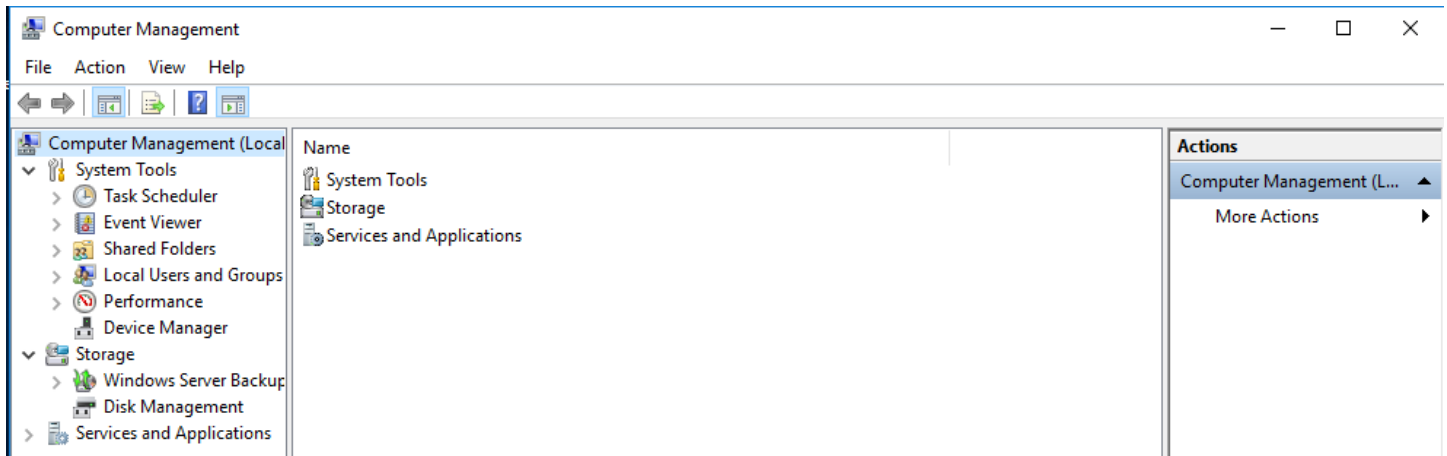 Computer Management
File Action View Help
Computer Management (Local
System Tools
Task Scheduler
Event Viewer
Shared Folders
Local Users and Groups
Performance
Device Manager
Storage
Windows Server Backup
Disk Management
Services and Applications
Name
System Tools
Storage
Services and Applications
Actions
Computer Management (L...
More Actions